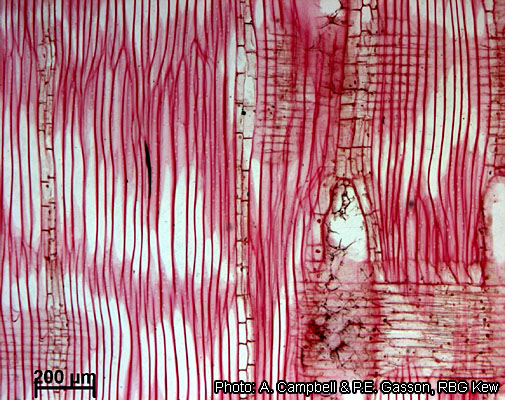 200 µm
Photo: A. Campbell & P.E. Gasson, RBG Kew